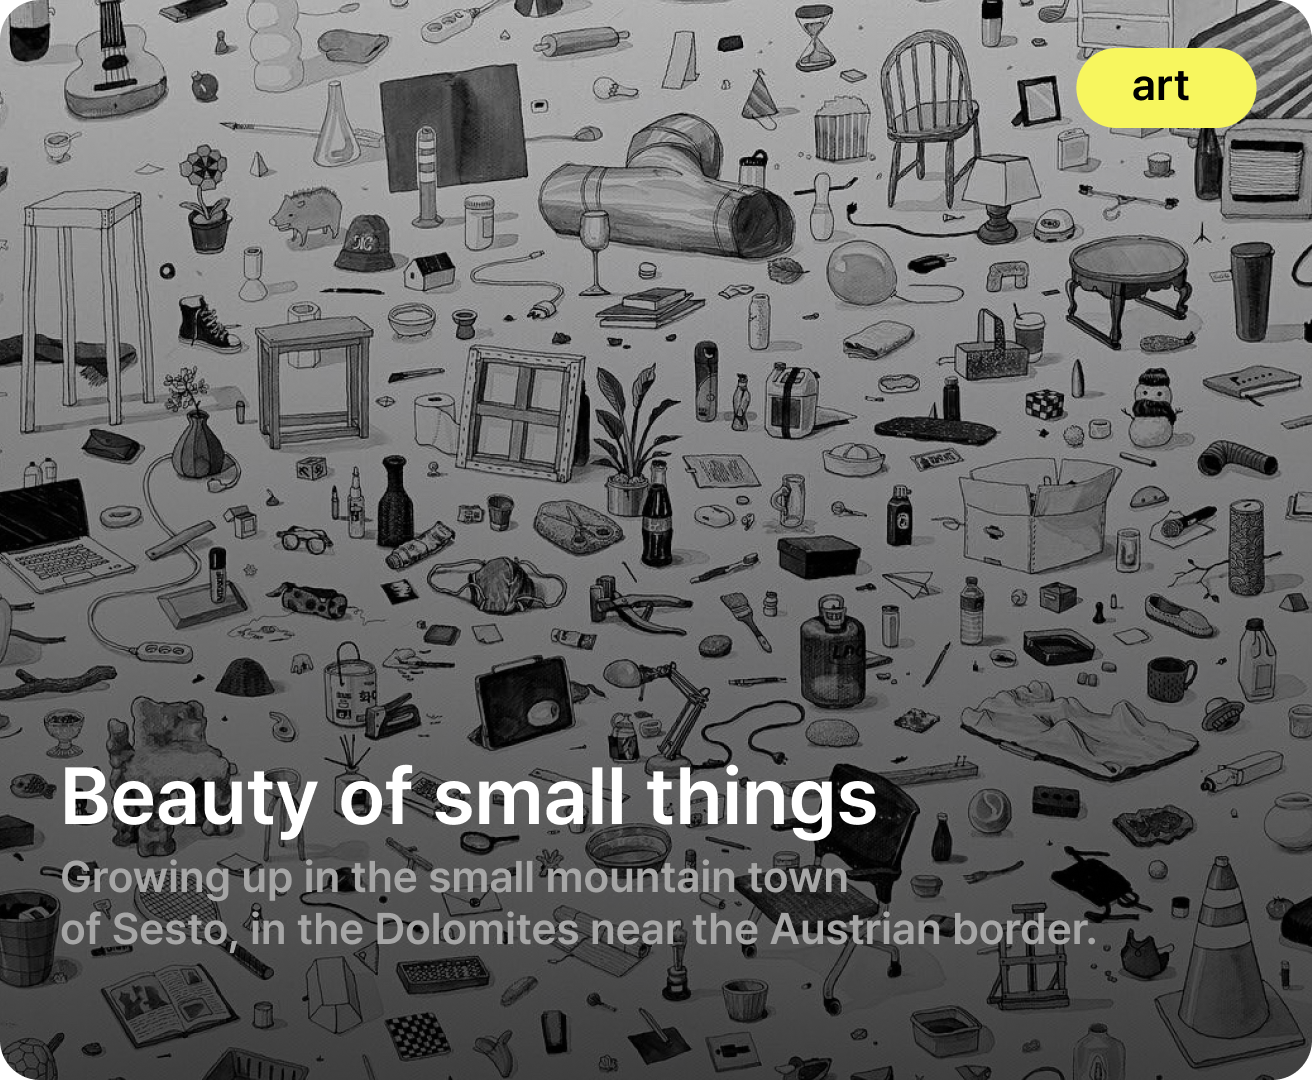 art
Beauty of small things
Growing up in the small mountain town
of Sesto, in the Dolomites near the Austrian border.